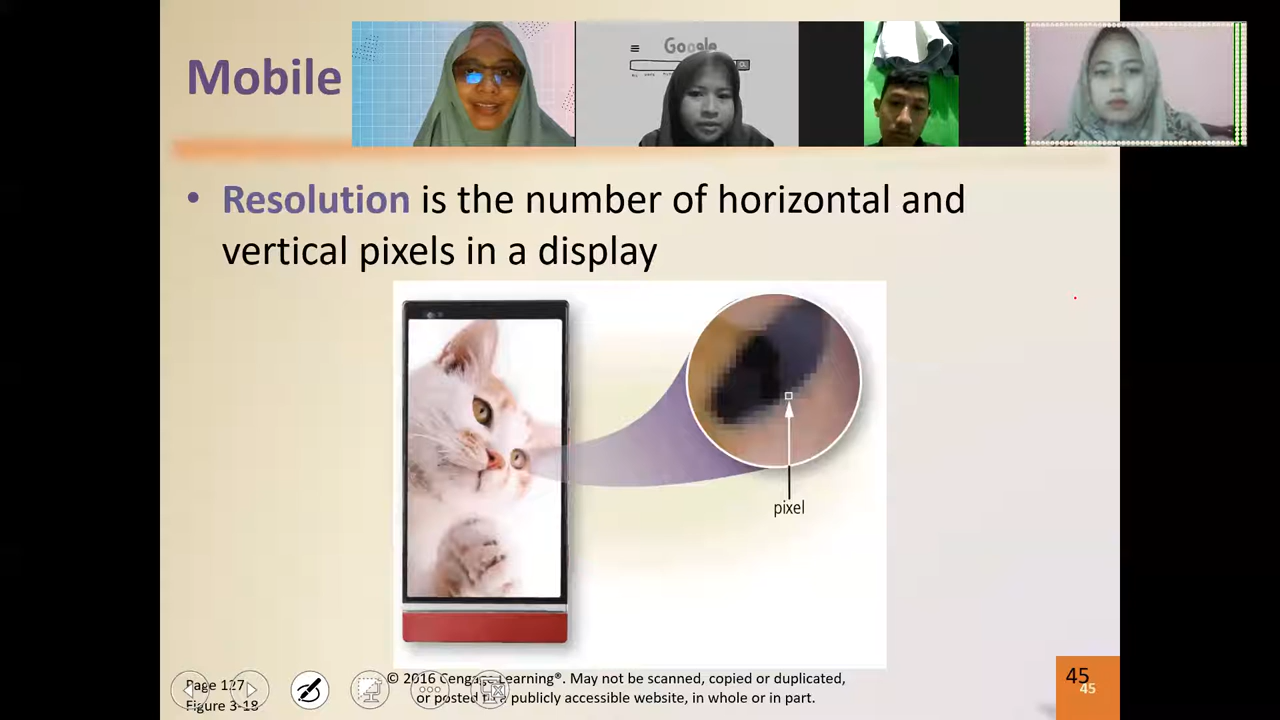 Mobile
Google
Resolution is the number of horizontal and
vertical pixels in a display
pixel
Page 127
Figure 3-18
© 2016 Cengage Learning®. May not be scanned, copied or duplicated,
or posted to a publicly accessible website, in whole or in part.
45
45